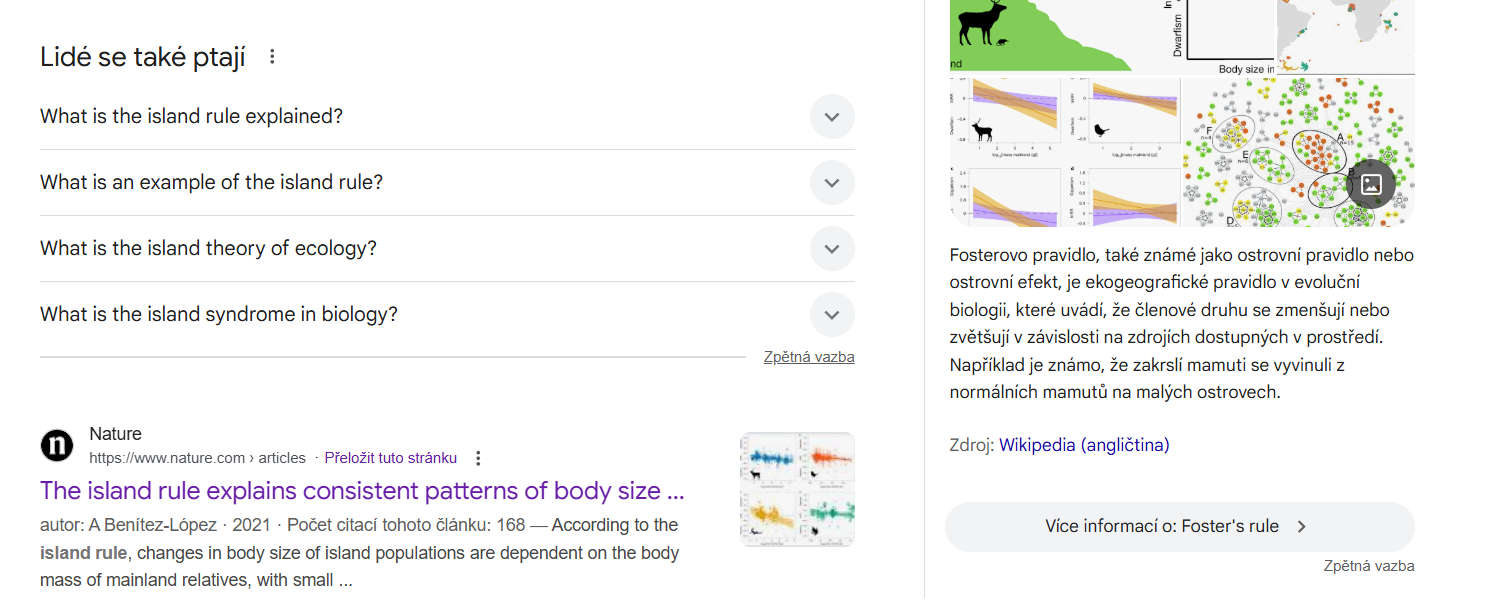 Lidé se také ptají
What is the island rule explained?
What is an example of the island rule?
What is the island theory of ecology?
What is the island syndrome in biology?
Zpětná vazba
Nature
https://www.nature.com › articles · Přeložit tuto stránku
The island rule explains consistent patterns of body size ...
autor: A Benítez-López · 2021 · Počet citací tohoto článku: 168 — According to the
island rule, changes in body size of island populations are dependent on the body
mass of mainland relatives, with small ...
nd
Dwarfism
In
Body size in
F
A
E
B
D
Fosterovo pravidlo, také známé jako ostrovní pravidlo nebo
ostrovní efekt, je ekogeografické pravidlo v evoluční
biologii, které uvádí, že členové druhu se zmenšují nebo
zvětšují v závislosti na zdrojích dostupných v prostředí.
Například je známo, že zakrslí mamuti se vyvinuli z
normálních mamutů na malých ostrovech.
Zdroj: Wikipedia (angličtina)
Více informací o: Foster's rule
Zpětná vazba